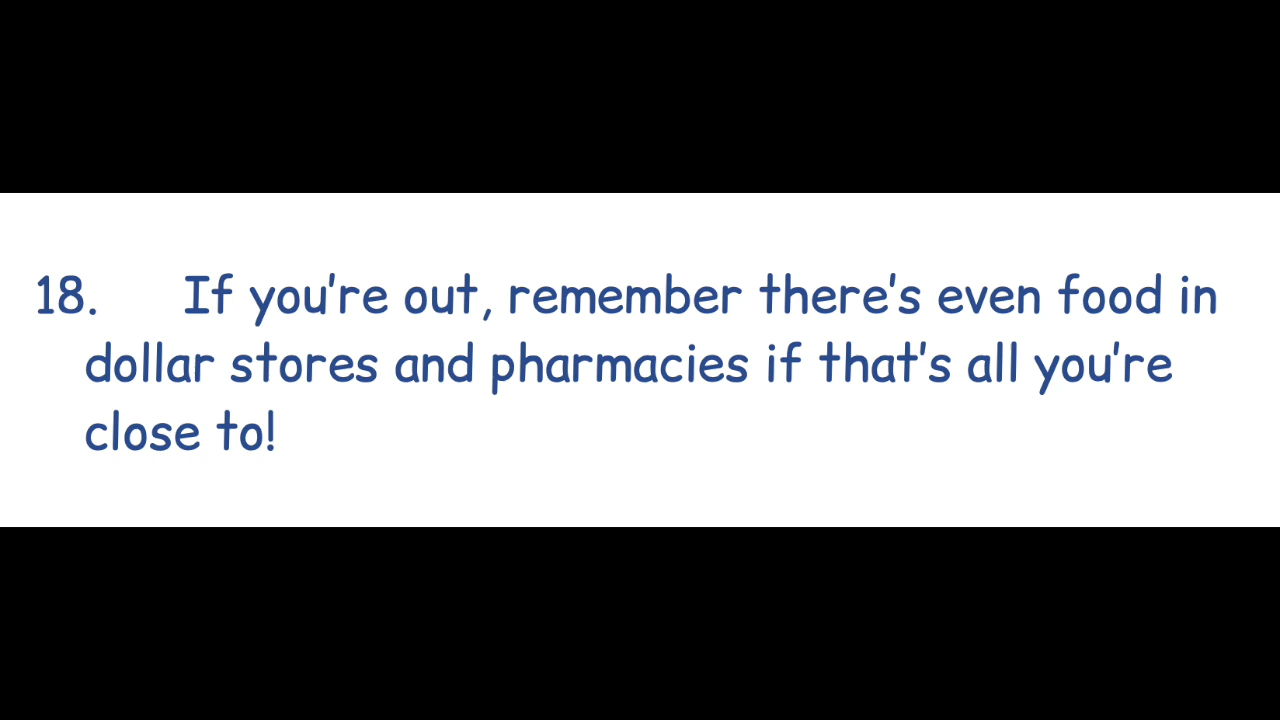 18. If you're out, remember there's even food in
dollar stores and pharmacies if that's all you're
close to!